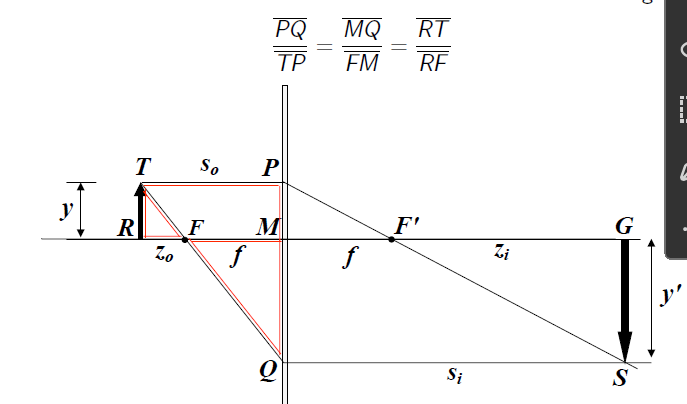 PQ/TP = MQ/FM = RT/RF
T s_o P
y
R F M F' G
z_o f f z_i
y'
Q s_i S